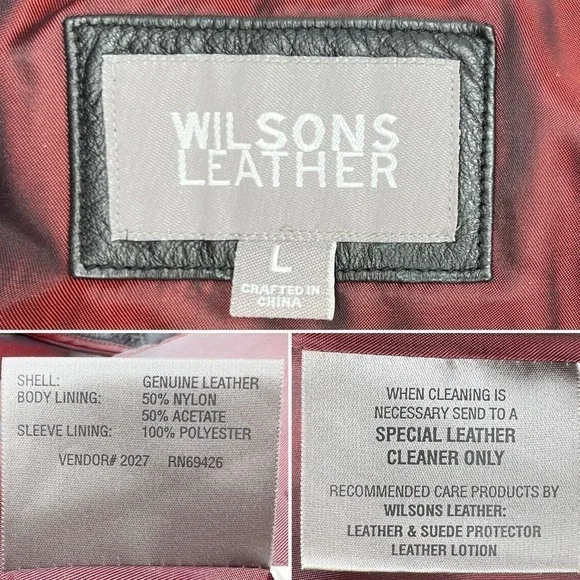 WILSONS
LEATHER
L
CRAFTED IN
CHINA
SHELL: GENUINE LEATHER
BODY LINING: 50% NYLON
50% ACETATE
SLEEVE LINING: 100% POLYESTER
VENDOR# 2027 RN69426
WHEN CLEANING IS
NECESSARY SEND TO A
SPECIAL LEATHER
CLEANER ONLY
RECOMMENDED CARE PRODUCTS BY
WILSONS LEATHER:
LEATHER & SUEDE PROTECTOR
LEATHER LOTION